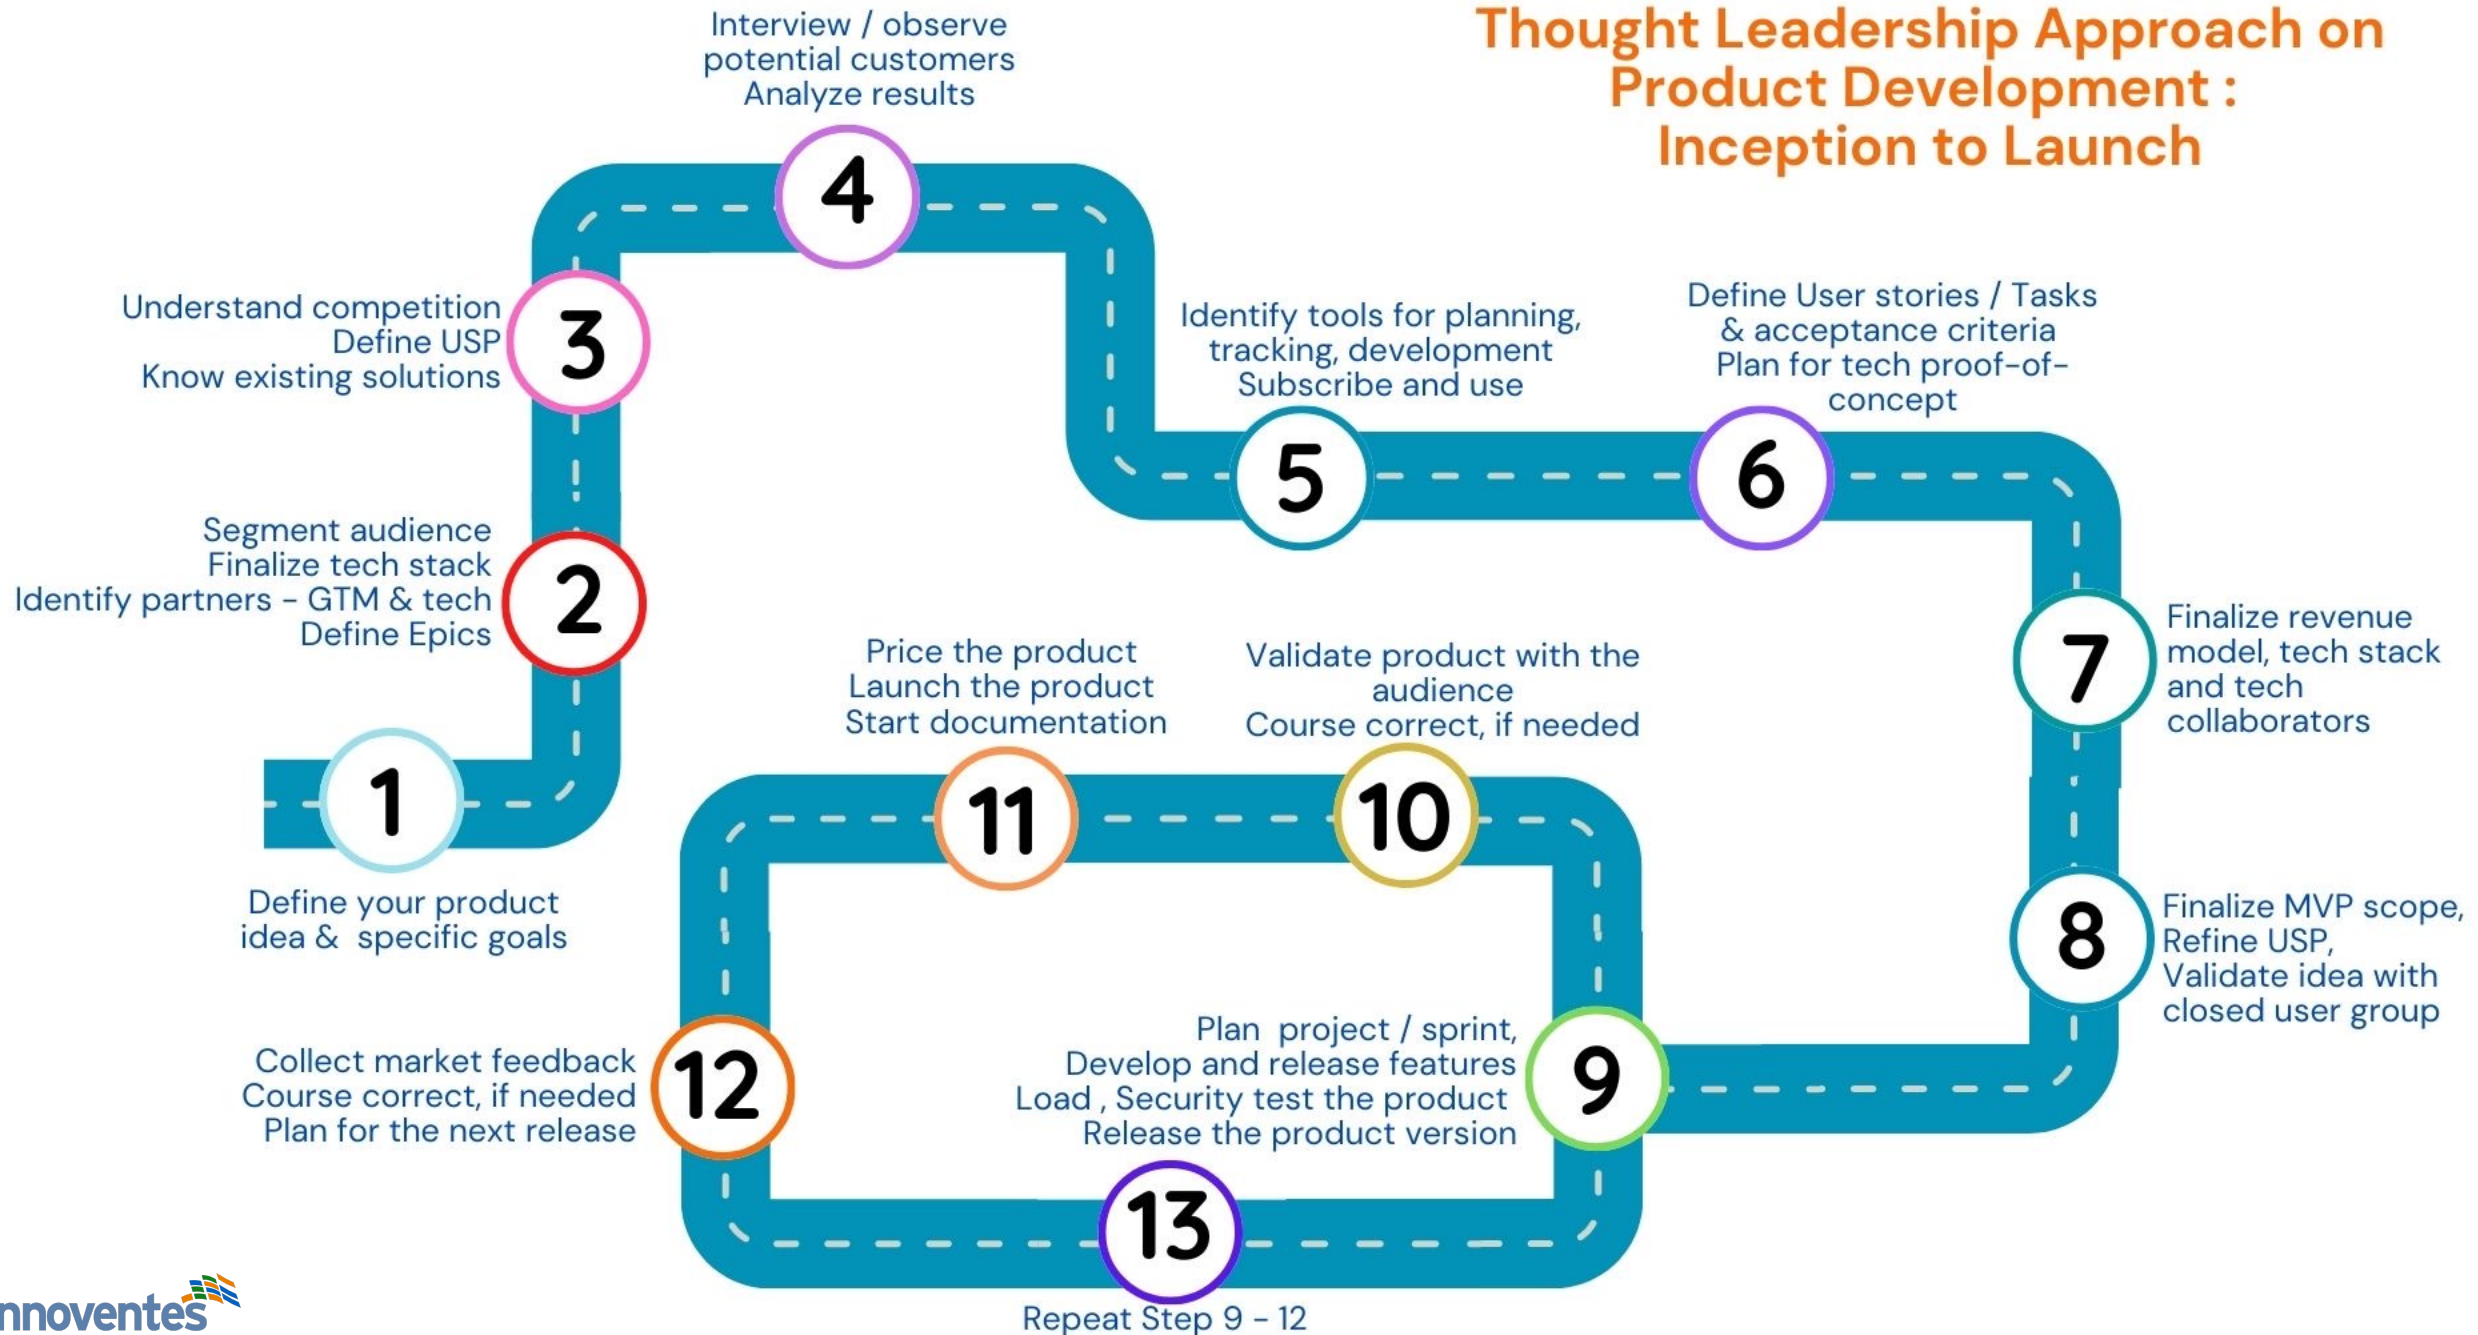 Thought Leadership Approach on
Product Development :
Inception to Launch
1
Define your product
idea & specific goals
2
Segment audience
Finalize tech stack
Identify partners - GTM & tech
Define Epics
3
Understand competition
Define USP
Know existing solutions
4
Interview / observe
potential customers
Analyze results
5
Identify tools for planning,
tracking, development
Subscribe and use
6
Define User stories / Tasks
& acceptance criteria
Plan for tech proof-of-
concept
7
Finalize revenue
model, tech stack
and tech
collaborators
8
Finalize MVP scope,
Refine USP,
Validate idea with
closed user group
9
Plan project / sprint,
Develop and release features
Load , Security test the product
Release the product version
10
Validate product with the
audience
Course correct, if needed
11
Price the product
Launch the product
Start documentation
12
Collect market feedback
Course correct, if needed
Plan for the next release
13
Repeat Step 9 - 12
nnoventes